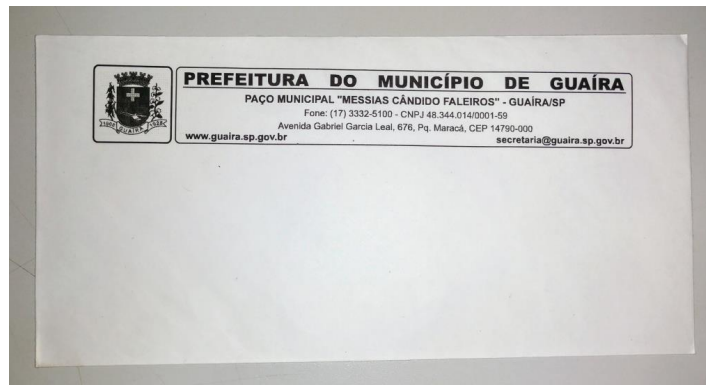 PREFEITURA DO MUNICÍPIO DE GUAÍRA
PAÇO MUNICIPAL "MESSIAS CÂNDIDO FALEIROS" - GUAÍRA/SP
Fone: (17) 3332-5100 - CNPJ 48.344.014/0001-59
Avenida Gabriel Garcia Leal, 676, Pq. Maracá, CEP 14790-000
www.guaira.sp.gov.br secretaria@guaira.sp.gov.br
GUAIRA